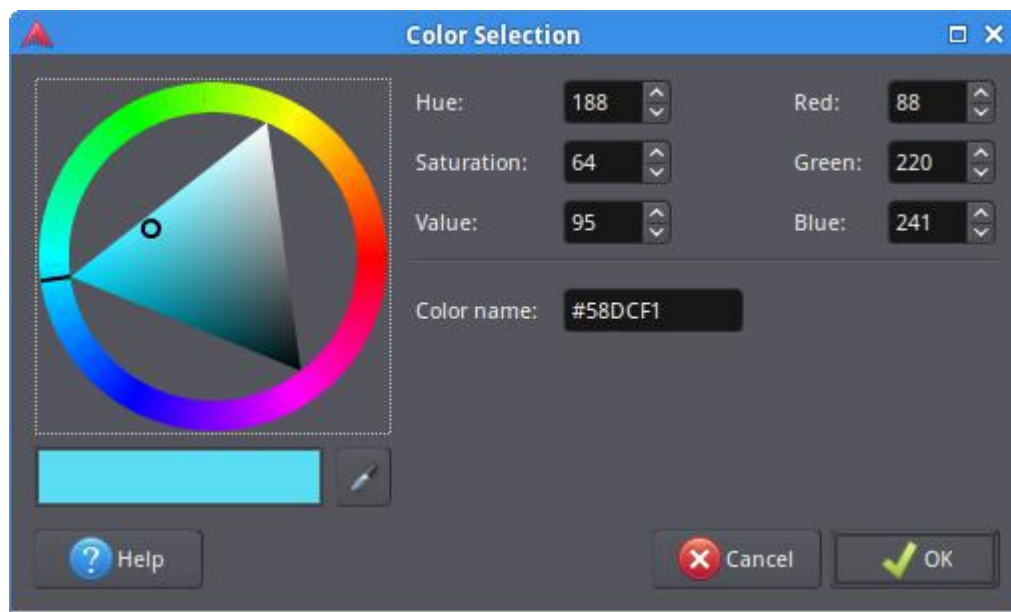 Color Selection
Hue: 188 Red: 88
Saturation: 64 Green: 220
Value: 95 Blue: 241
Color name: #58DCF1
? Help Cancel OK